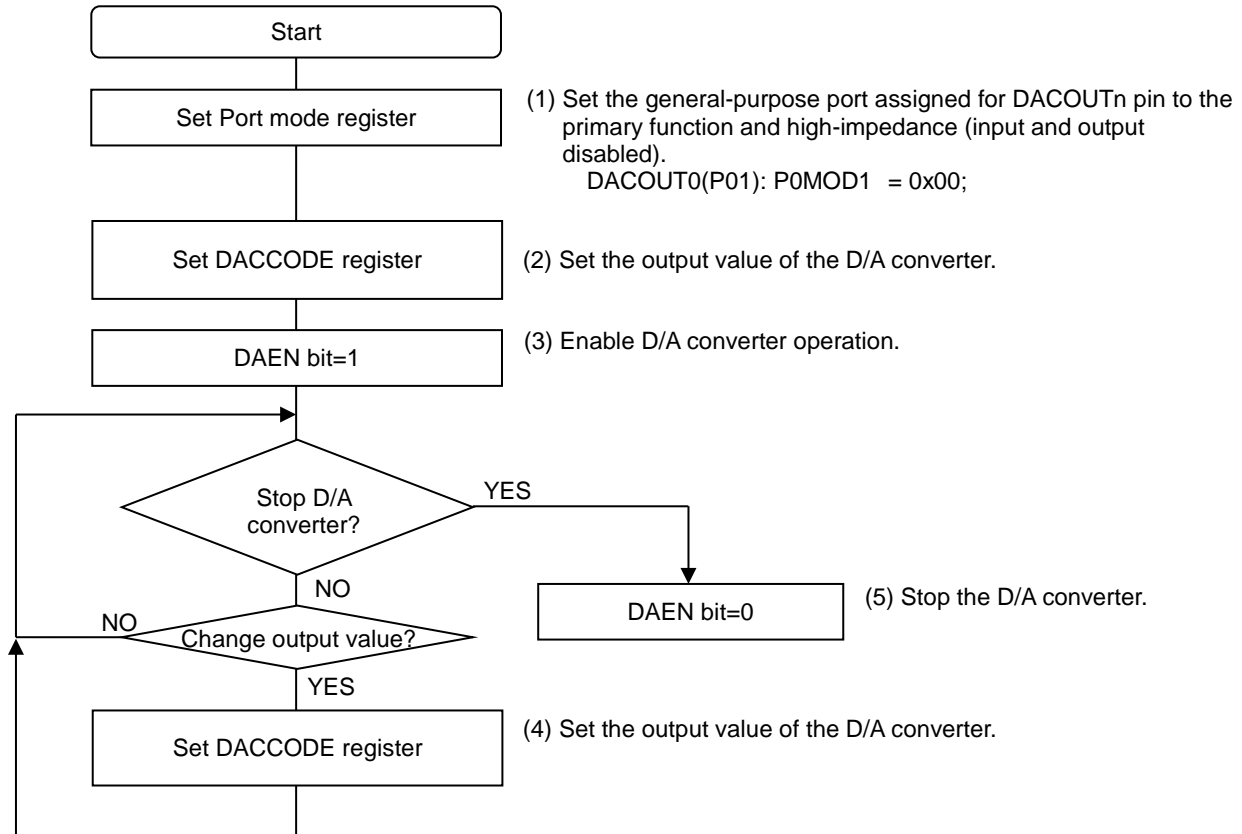 Start
Set Port mode register
(1) Set the general-purpose port assigned for DACOUTn pin to the
primary function and high-impedance (input and output
disabled).
DACOUT0(P01): P0MOD1 = 0x00;
Set DACCODE register
(2) Set the output value of the D/A converter.
DAEN bit=1
(3) Enable D/A converter operation.
Stop D/A
converter?
YES
NO
DAEN bit=0
(5) Stop the D/A converter.
NO
Change output value?
YES
Set DACCODE register
(4) Set the output value of the D/A converter.